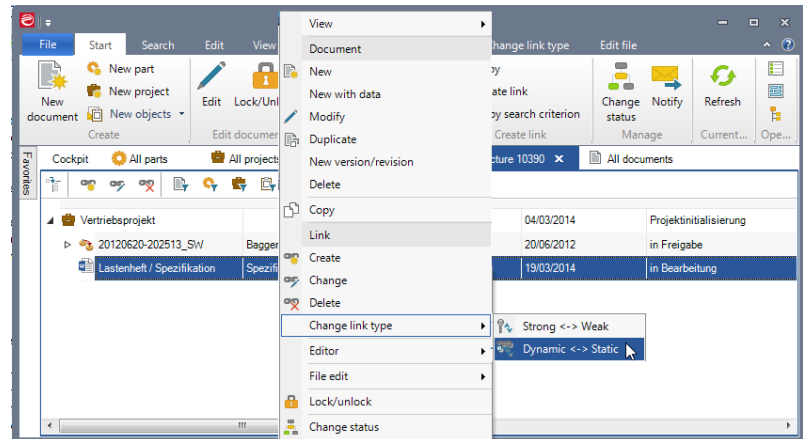 View
File Start Search Edit View Change link type Edit file
Document
New document
New part
New project
New objects
Create
Edit Lock/Unl
Edit documen
New
New with data
Modify
Duplicate
New version/revision
Delete
Copy
Link
Create
Change
Delete
Change link type
Editor
File edit
Lock/unlock
Change status
Strong <-> Weak
Dynamic <-> Static
py
ate link
by search criterion
Create link
Change status
Notify
Manage
Refresh
Current...
Ope...
Favorites
Cockpit All parts All projects cture 10390 All documents
Vertriebsprojekt 04/03/2014 Projektinitialisierung
20120620-202513_SW Bagger 20/06/2012 in Freigabe
Lastenheft / Spezifikation Spezifi 19/03/2014 in Bearbeitung